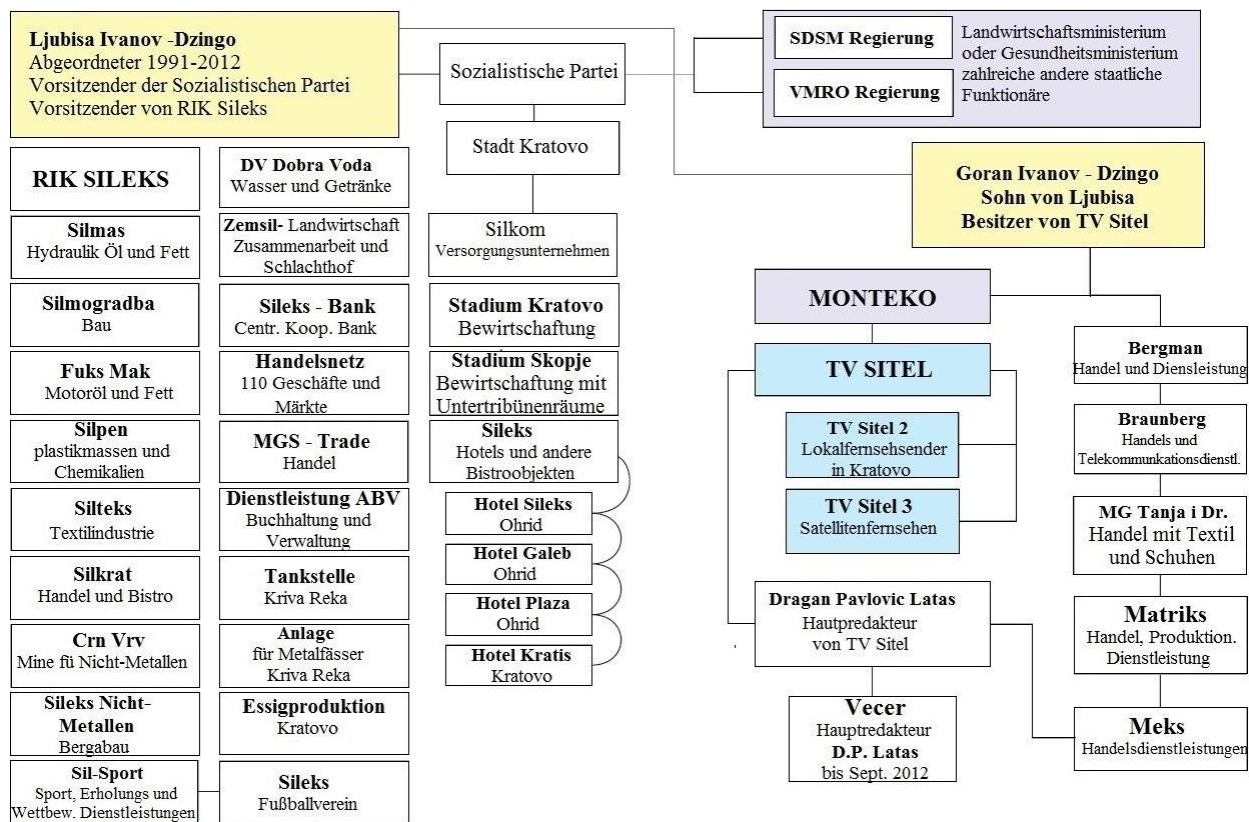 Ljubisa Ivanov -Dzingo
Abgeordneter 1991-2012
Vorsitzender der Sozialistischen Partei
Vorsitzender von RIK Sileks
Sozialistische Partei
Stadt Kratovo
SDSM Regierung
VMRO Regierung
Landwirtschaftsministerium
oder Gesundheitsministerium
zahlreiche andere staatliche
Funktionäre
Goran Ivanov - Dzingo
Sohn von Ljubisa
Besitzer von TV Sitel
RIK SILEKS
Silmas
Hydraulik Öl und Fett
Silmogradba
Bau
Fuks Mak
Motoröl und Fett
Silpen
plastikmassen und
Chemikalien
Silteks
Textilindustrie
Silkrat
Handel und Bistro
Crn Vrv
Mine fü Nicht-Metallen
Sileks Nicht-
Metallen
Bergabau
Sil-Sport
Sport, Erholungs und
Wettbew. Dienstleistungen
DV Dobra Voda
Wasser und Getränke
Zemsil- Landwirtschaft
Zusammenarbeit und
Schlachthof
Sileks - Bank
Centr. Koop. Bank
Handelsnetz
110 Geschäfte und
Märkte
MGS - Trade
Handel
Dienstleistung ABV
Buchhaltung und
Verwaltung
Tankstelle
Kriva Reka
Anlage
für Metalfässer
Kriva Reka
Essigproduktion
Kratovo
Sileks
Fußballverein
Silkom
Versorgungsunternehmen
Stadium Kratovo
Bewirtschaftung
Stadium Skopje
Bewirtschaftung mit
Untertribünenräume
Sileks
Hotels und andere
Bistroobjekten
Hotel Sileks
Ohrid
Hotel Galeb
Ohrid
Hotel Plaza
Ohrid
Hotel Kratis
Kratovo
MONTEKO
TV SITEL
TV Sitel 2
Lokalfernsehsender
in Kratovo
TV Sitel 3
Satellitenfernsehen
Dragan Pavlovic Latas
Hautpredakteur
von TV Sitel
Vecer
Hauptredakteur
D.P. Latas
bis Sept. 2012
Bergman
Handel und Diensleistung
Braunberg
Handels und
Telekommunkationsdienstl.
MG Tanja i Dr.
Handel mit Textil
und Schuhen
Matriks
Handel, Produktion.
Dienstleistung
Meks
Handelsdienstleistungen